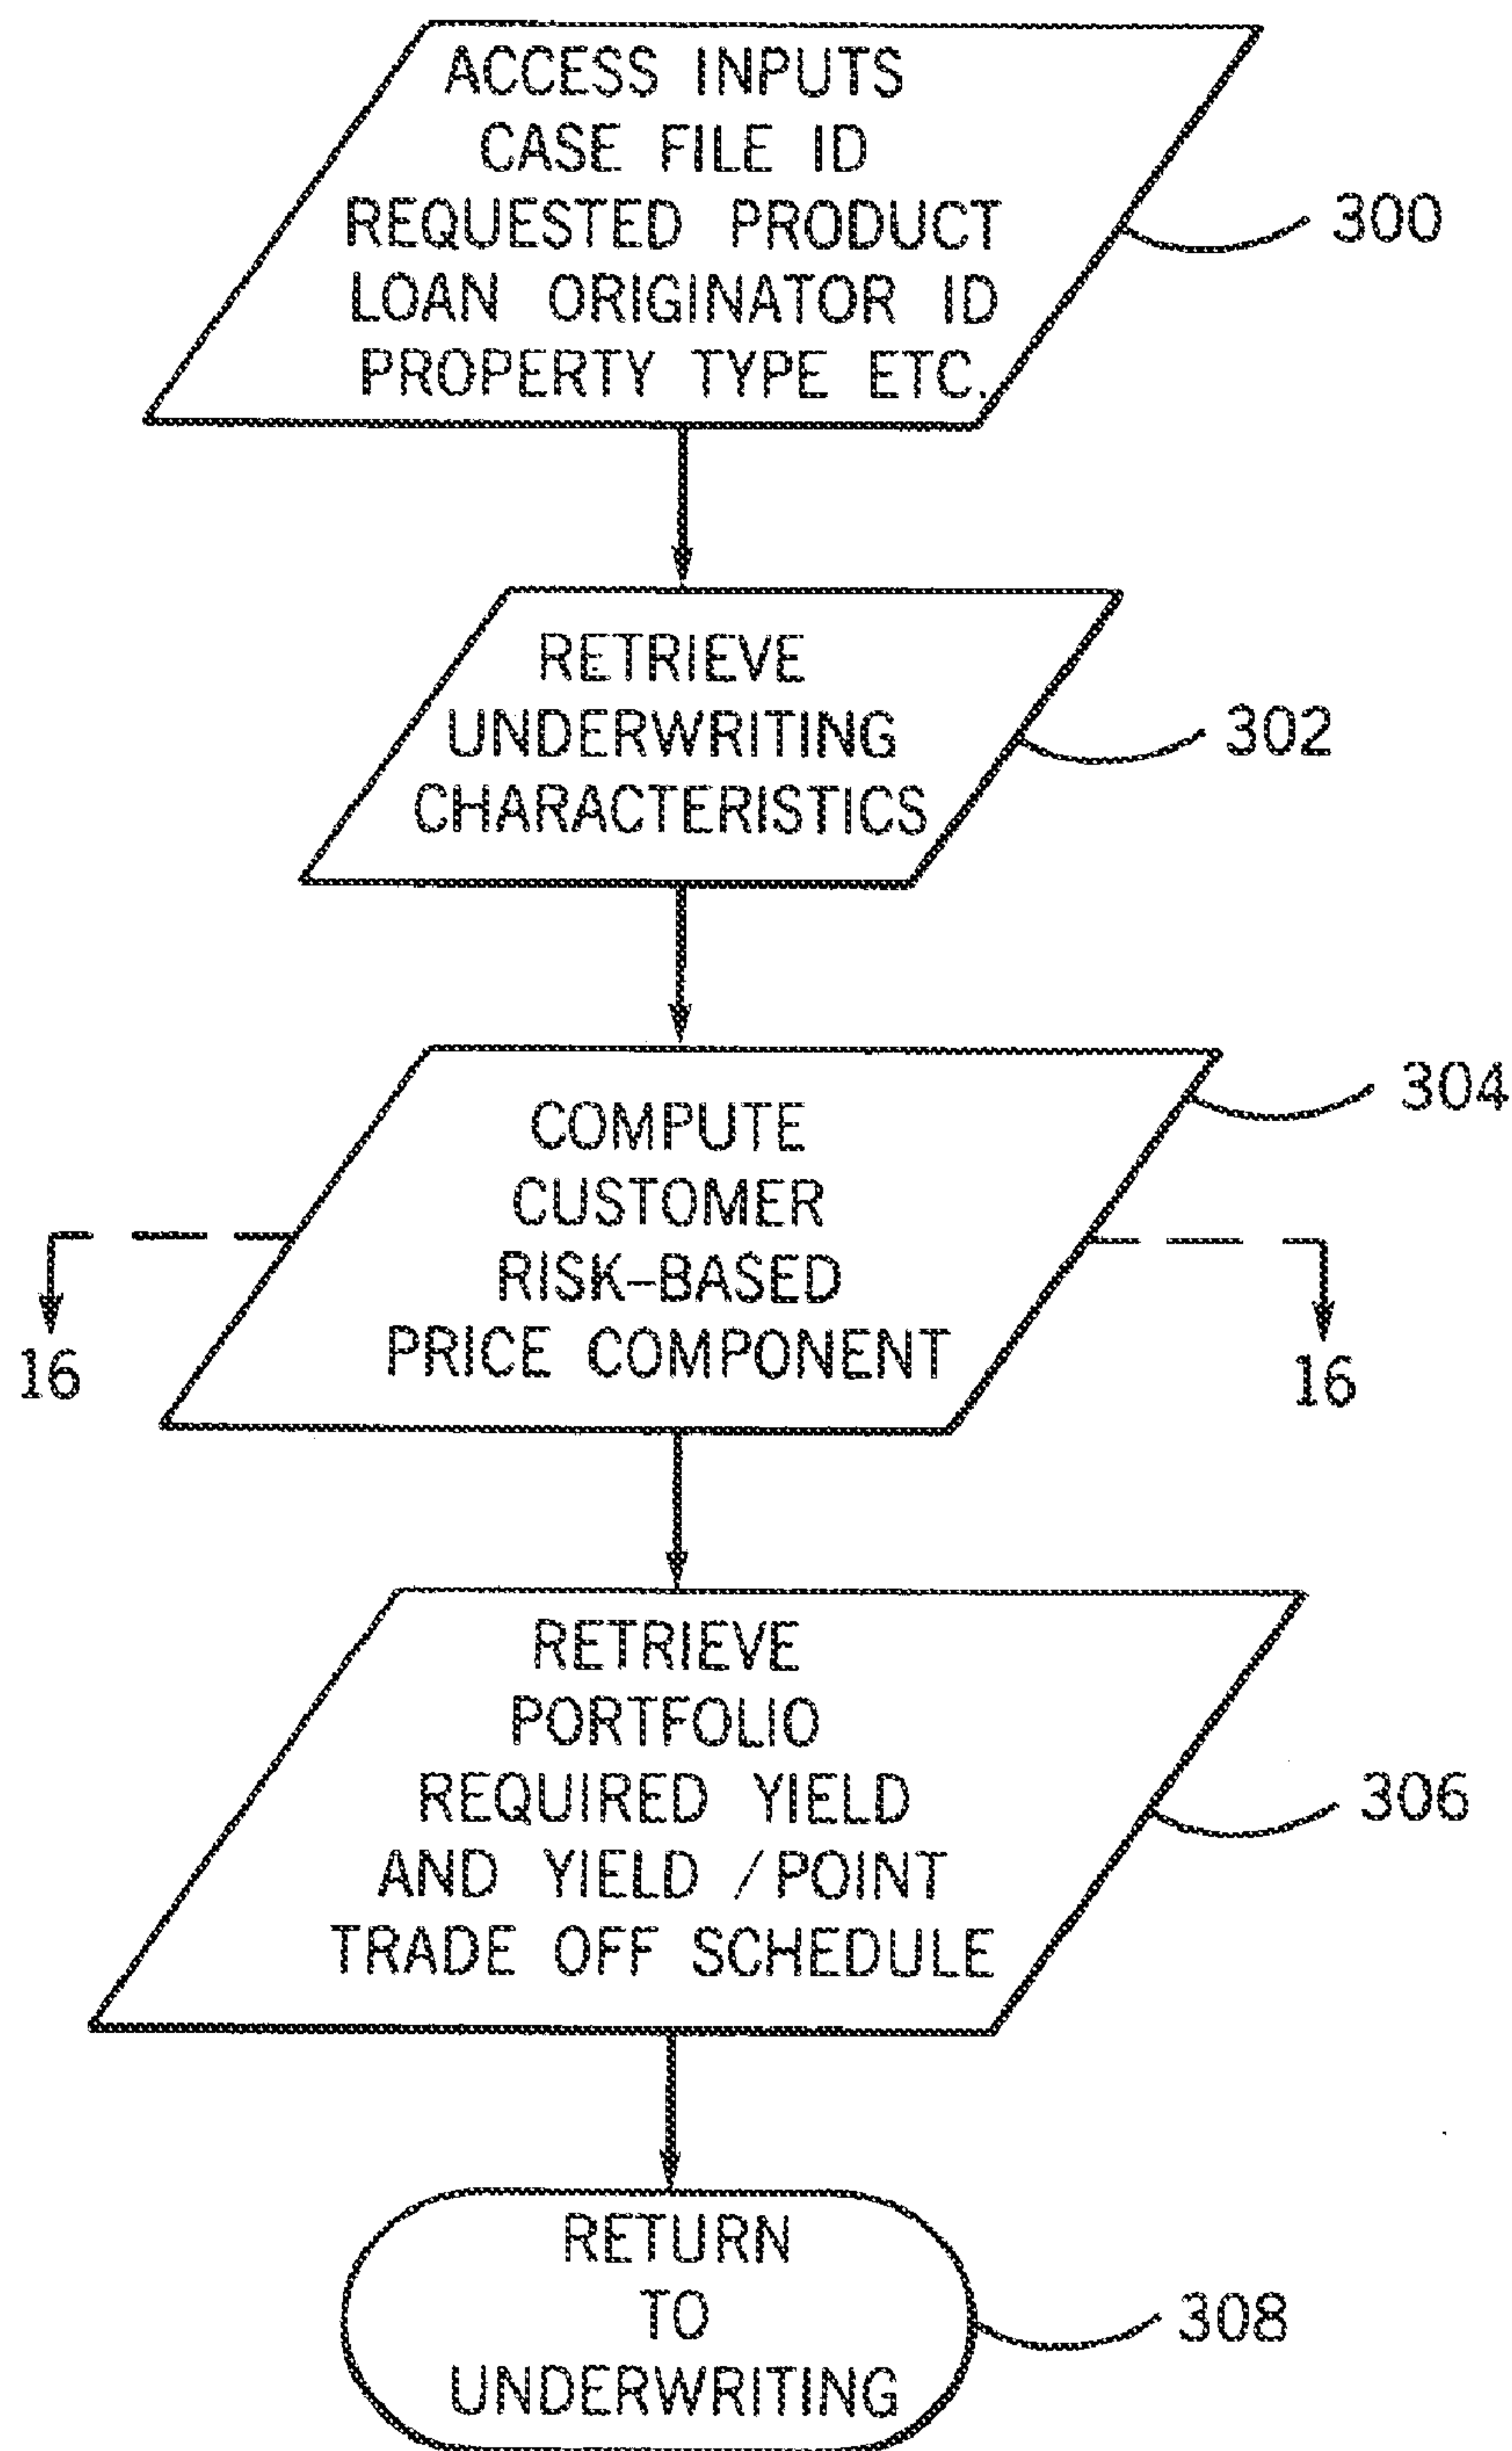 ACCESS INPUTS
CASE FILE ID
REQUESTED PRODUCT
LOAN ORIGINATOR ID
PROPERTY TYPE ETC.
300
RETRIEVE
UNDERWRITING
CHARACTERISTICS
302
COMPUTE
CUSTOMER
RISK-BASED
PRICE COMPONENT
304
16
16
RETRIEVE
PORTFOLIO
REQUIRED YIELD
AND YIELD /POINT
TRADE OFF SCHEDULE
306
RETURN
TO
UNDERWRITING
308